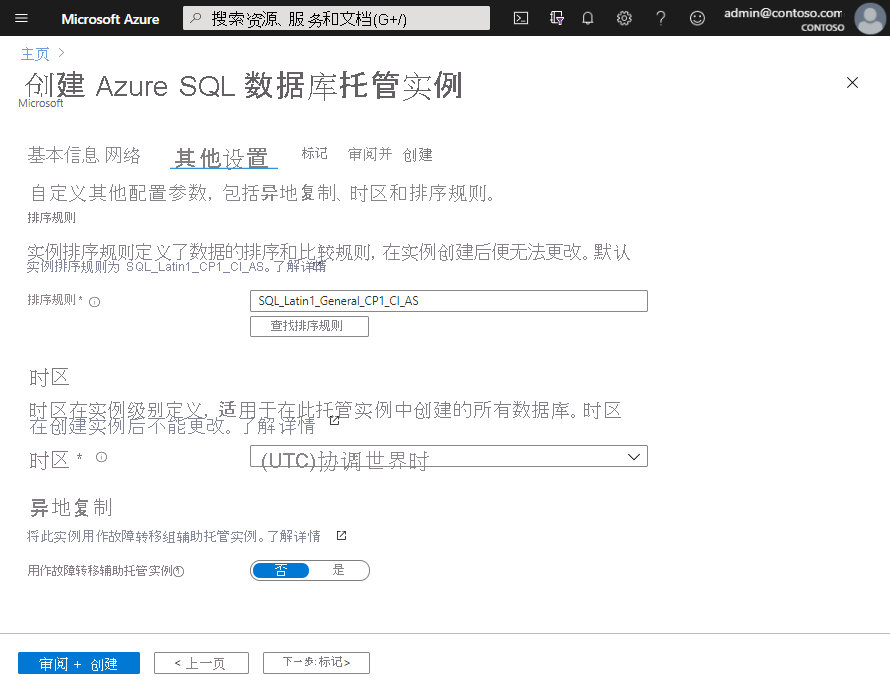 Microsoft Azure
搜索资源、服务和文档(G+/)
admin@contoso.com
CONTOSO
主页 >
创建 Azure SQL 数据库托管实例
Microsoft
基本信息 网络 其他设置 标记 审阅并 创建
自定义其他配置参数, 包括异地复制、时区和排序规则。
排序规则
实例排序规则定义了数据的排序和比较规则, 在实例创建后便无法更改。默认
实例排序规则为 SQL_Latin1_CP1_CI_AS。了解详情
排序规则 *
SQL_Latin1_General_CP1_CI_AS
查找排序规则
时区
时区在实例级别定义, 适用于在此托管实例中创建的所有数据库。时区
在创建实例后不能更改。了解详情
时区 *
(UTC)协调世界时
异地复制
将此实例用作故障转移组辅助托管实例。了解详情
用作故障转移辅助托管实例
否 是
审阅 + 创建
< 上一页
下一步: 标记 >